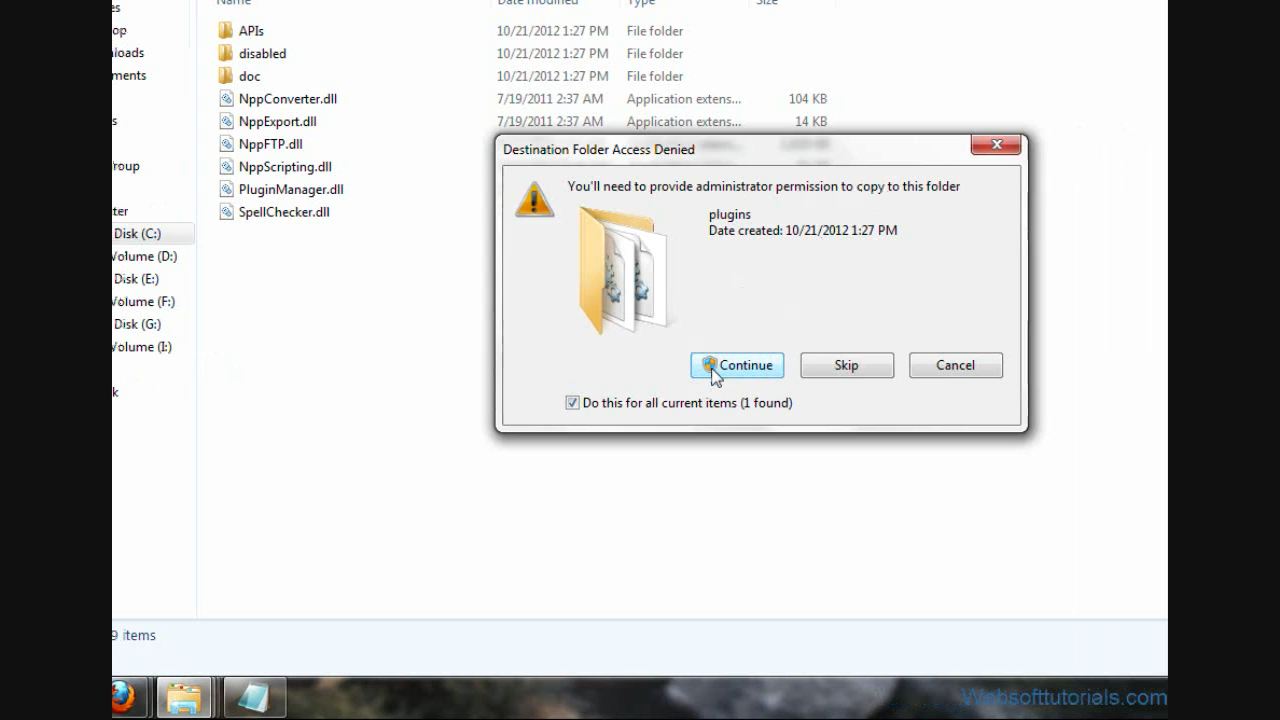 Name Date modified Type Size
es
op
nloads
ments
s
roup
ter
Disk (C:)
Volume (D:)
Disk (E:)
Volume (F:)
Disk (G:)
Volume (I:)
k
APIs 10/21/2012 1:27 PM File folder
disabled 10/21/2012 1:27 PM File folder
doc 10/21/2012 1:27 PM File folder
NppConverter.dll 7/19/2011 2:37 AM Application extens... 104 KB
NppExport.dll 7/19/2011 2:37 AM Application extens... 14 KB
NppFTP.dll
NppScripting.dll
PluginManager.dll
SpellChecker.dll
Destination Folder Access Denied
You'll need to provide administrator permission to copy to this folder
plugins
Date created: 10/21/2012 1:27 PM
Continue Skip Cancel
Do this for all current items (1 found)
9 items
Websofttutorials.com